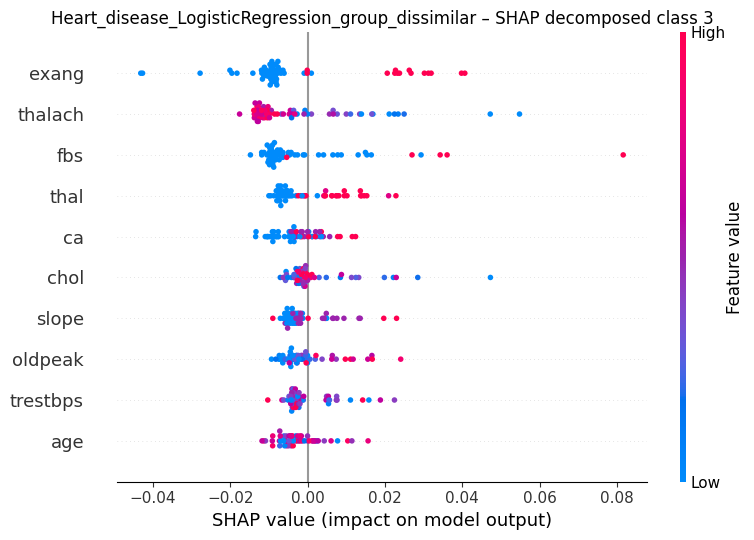 Heart_disease_LogisticRegression_group_dissimilar – SHAP decomposed class 3
High
exang
thalach
fbs
thal
ca
chol
slope
oldpeak
trestbps
age
Feature value
Low
−0.04 −0.02 0.00 0.02 0.04 0.06 0.08
SHAP value (impact on model output)